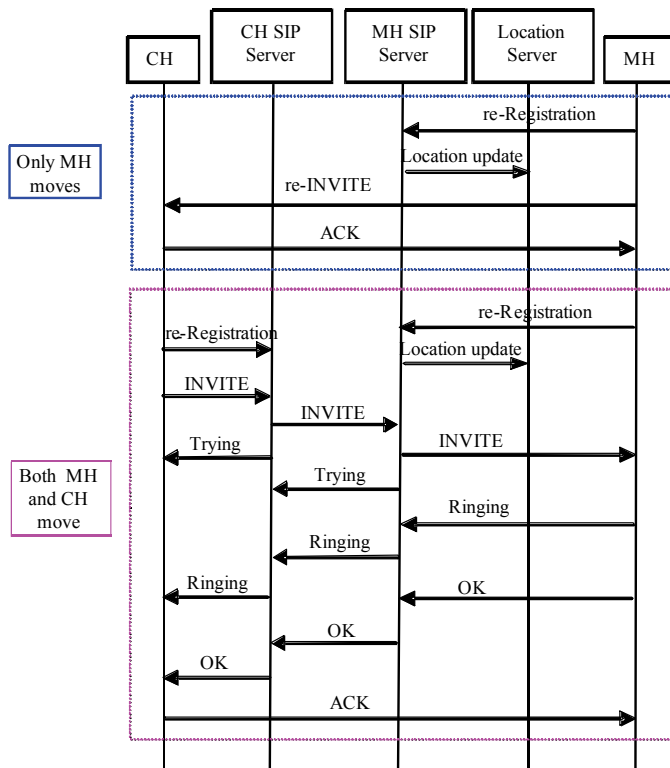 CH
CH SIP
Server
MH SIP
Server
Location
Server
MH
Only MH
moves
re-Registration
Location update
re-INVITE
ACK
Both MH
and CH
move
re-Registration
re-Registration
Location update
INVITE
INVITE
Trying
INVITE
Trying
Ringing
Ringing
Ringing
OK
OK
OK
ACK